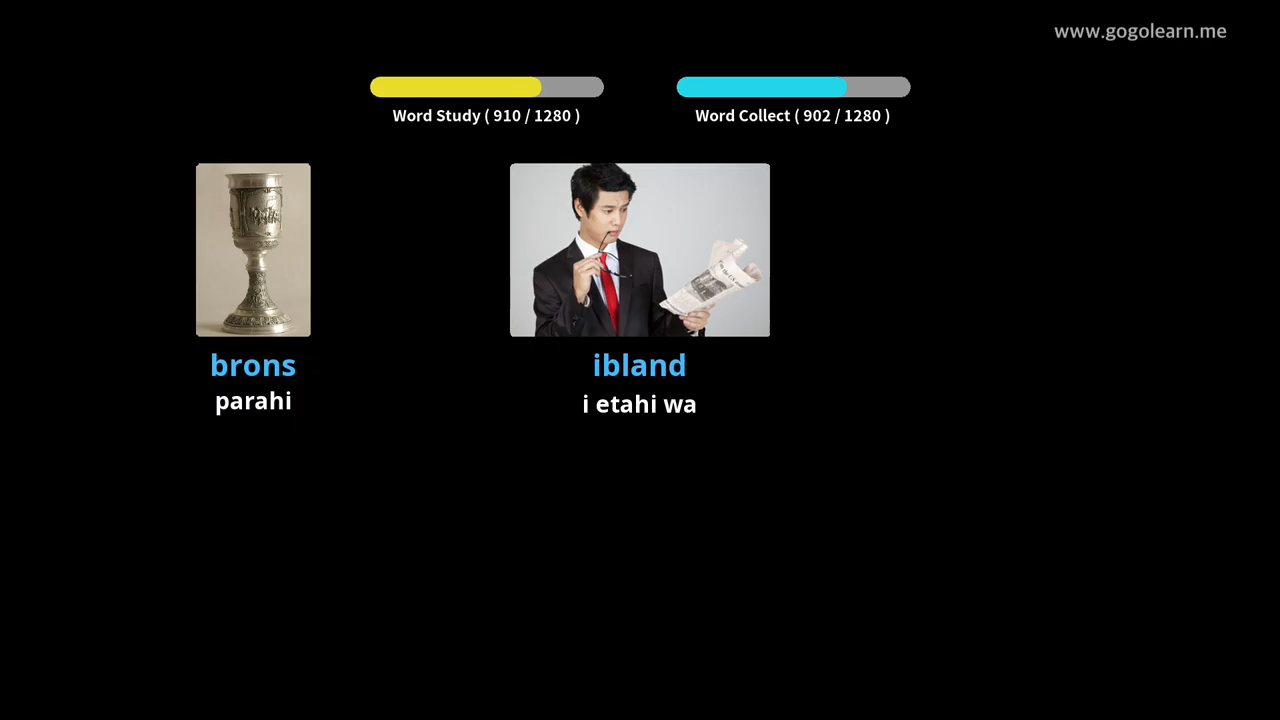 www.gogolearn.me
Word Study ( 910 / 1280 )
Word Collect ( 902 / 1280 )
brons
parahi
ibland
i etahi wa